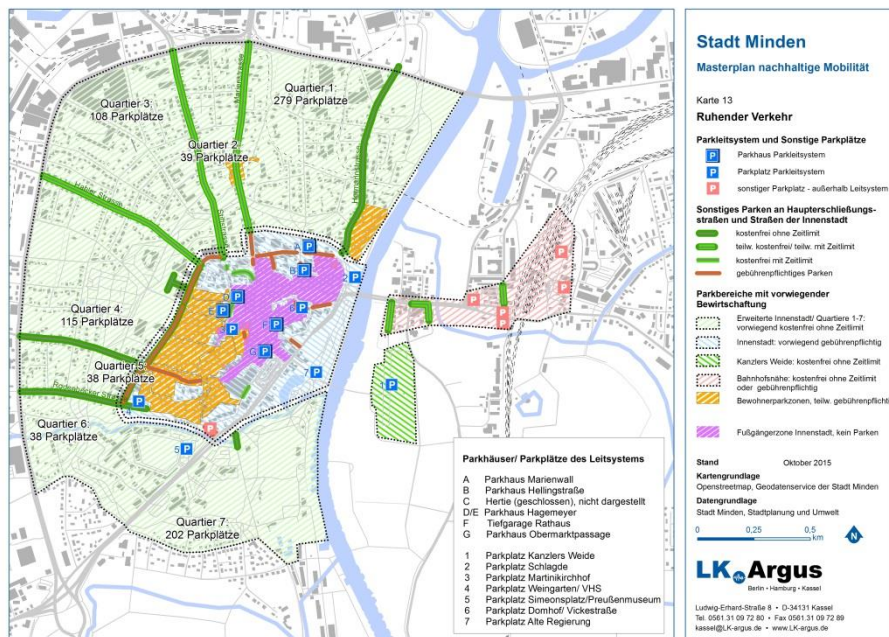 Quartier 1:
279 Parkplätze
Quartier 3:
108 Parkplätze
Quartier 2:
39 Parkplätze
Marienstrasse
A
B
2
D
E
6
F
G
Quartier 4:
115 Parkplätze
Quartier 5:
38 Parkplätze
7
1
4
Quartier 6:
38 Parkplätze
5
Quartier 7:
202 Parkplätze
P
Parkhäuser/ Parkplätze des Leitsystems
A Parkhaus Marienwall
B Parkhaus Hellingstraße
C Hertie (geschlossen), nicht dargestellt
D/E Parkhaus Hagemeyer
F Tiefgarage Rathaus
G Parkhaus Obermarktpassage
1 Parkplatz Kanzlers Weide
2 Parkplatz Schlagde
3 Parkplatz Martinikirchhof
4 Parkplatz Weingarten/ VHS
5 Parkplatz Simeonsplatz/Preußenmuseum
6 Parkplatz Domhof/ Vickestraße
7 Parkplatz Alte Regierung
Stadt Minden
Masterplan nachhaltige Mobilität
Karte 13
Ruhender Verkehr
Parkleitsystem und Sonstige Parkplätze
P Parkhaus Parkleitsystem
P Parkplatz Parkleitsystem
P sonstiger Parkplatz - außerhalb Leitsystem
Sonstiges Parken an Haupterschließungs-
straßen und Straßen der Innenstadt
kostenfrei ohne Zeitlimit
teilw. kostenfrei/ teilw. mit Zeitlimit
kostenfrei mit Zeitlimit
gebührenpflichtiges Parken
Parkbereiche mit vorwiegender
Bewirtschaftung
Erweiterte Innenstadt/ Quartiere 1-7:
vorwiegend kostenfrei ohne Zeitlimit
Innenstadt: vorwiegend gebührenpflichtig
Kanzlers Weide: kostenfrei ohne Zeitlimit
Bahnhofsnähe: kostenfrei ohne Zeitlimit
oder gebührenpflichtig
Bewohnerparkzonen, teilw. gebührenpflichti
Fußgängerzone Innenstadt, kein Parken
Stand Oktober 2015
Kartengrundlage
Openstreetmap, Geodatenservice der Stadt Minden
Datengrundlage
Stadt Minden, Stadtplanung und Umwelt
0 0,25 0,5
km
N
LK Argus
Berlin • Hamburg • Kassel
Ludwig-Erhard-Straße 8 • D-34131 Kassel
Tel. 0561.31 09 72 80 • Fax 0561.31 09 72 89
kassel@LK-argus.de • www.LK-argus.de